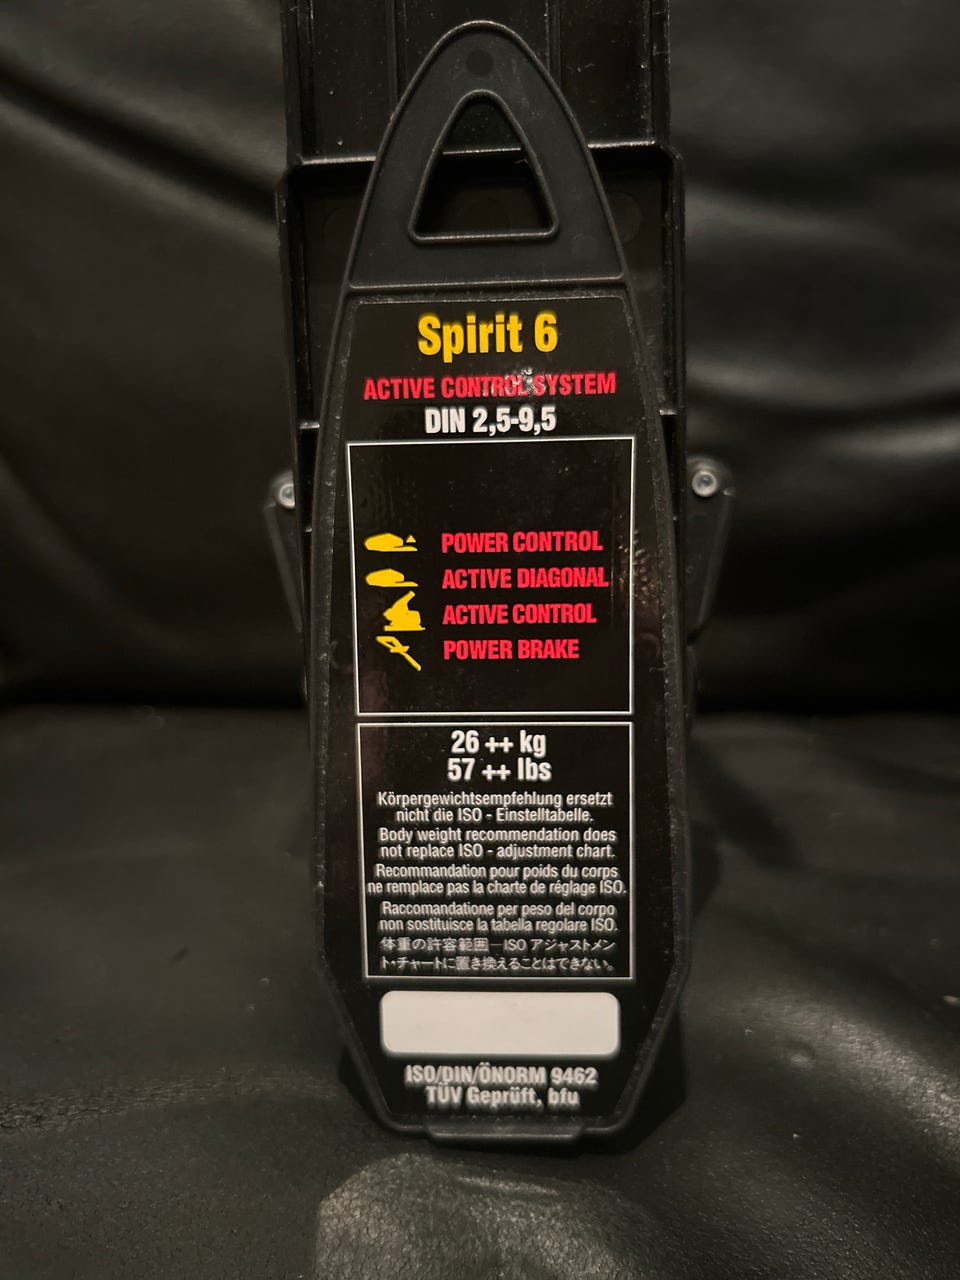 Spirit 6
ACTIVE CONTROL SYSTEM
DIN 2,5-9,5
POWER CONTROL
ACTIVE DIAGONAL
ACTIVE CONTROL
POWER BRAKE
26 ++ kg
57 ++ lbs
Körpergewichtsempfehlung ersetzt
nicht die ISO - Einstelltabelle.
Body weight recommendation does
not replace ISO - adjustment chart.
Recommandation pour poids du corps
ne remplace pas la charte de réglage ISO.
Raccomandatione per peso del corpo
non sostituisce la tabella regolare ISO.
体重の許容範囲－ISO アジャストメン
ト・チャートに置き換えることはできない。
ISO/DIN/ÖNORM 9462
TÜV Geprüft, bfu